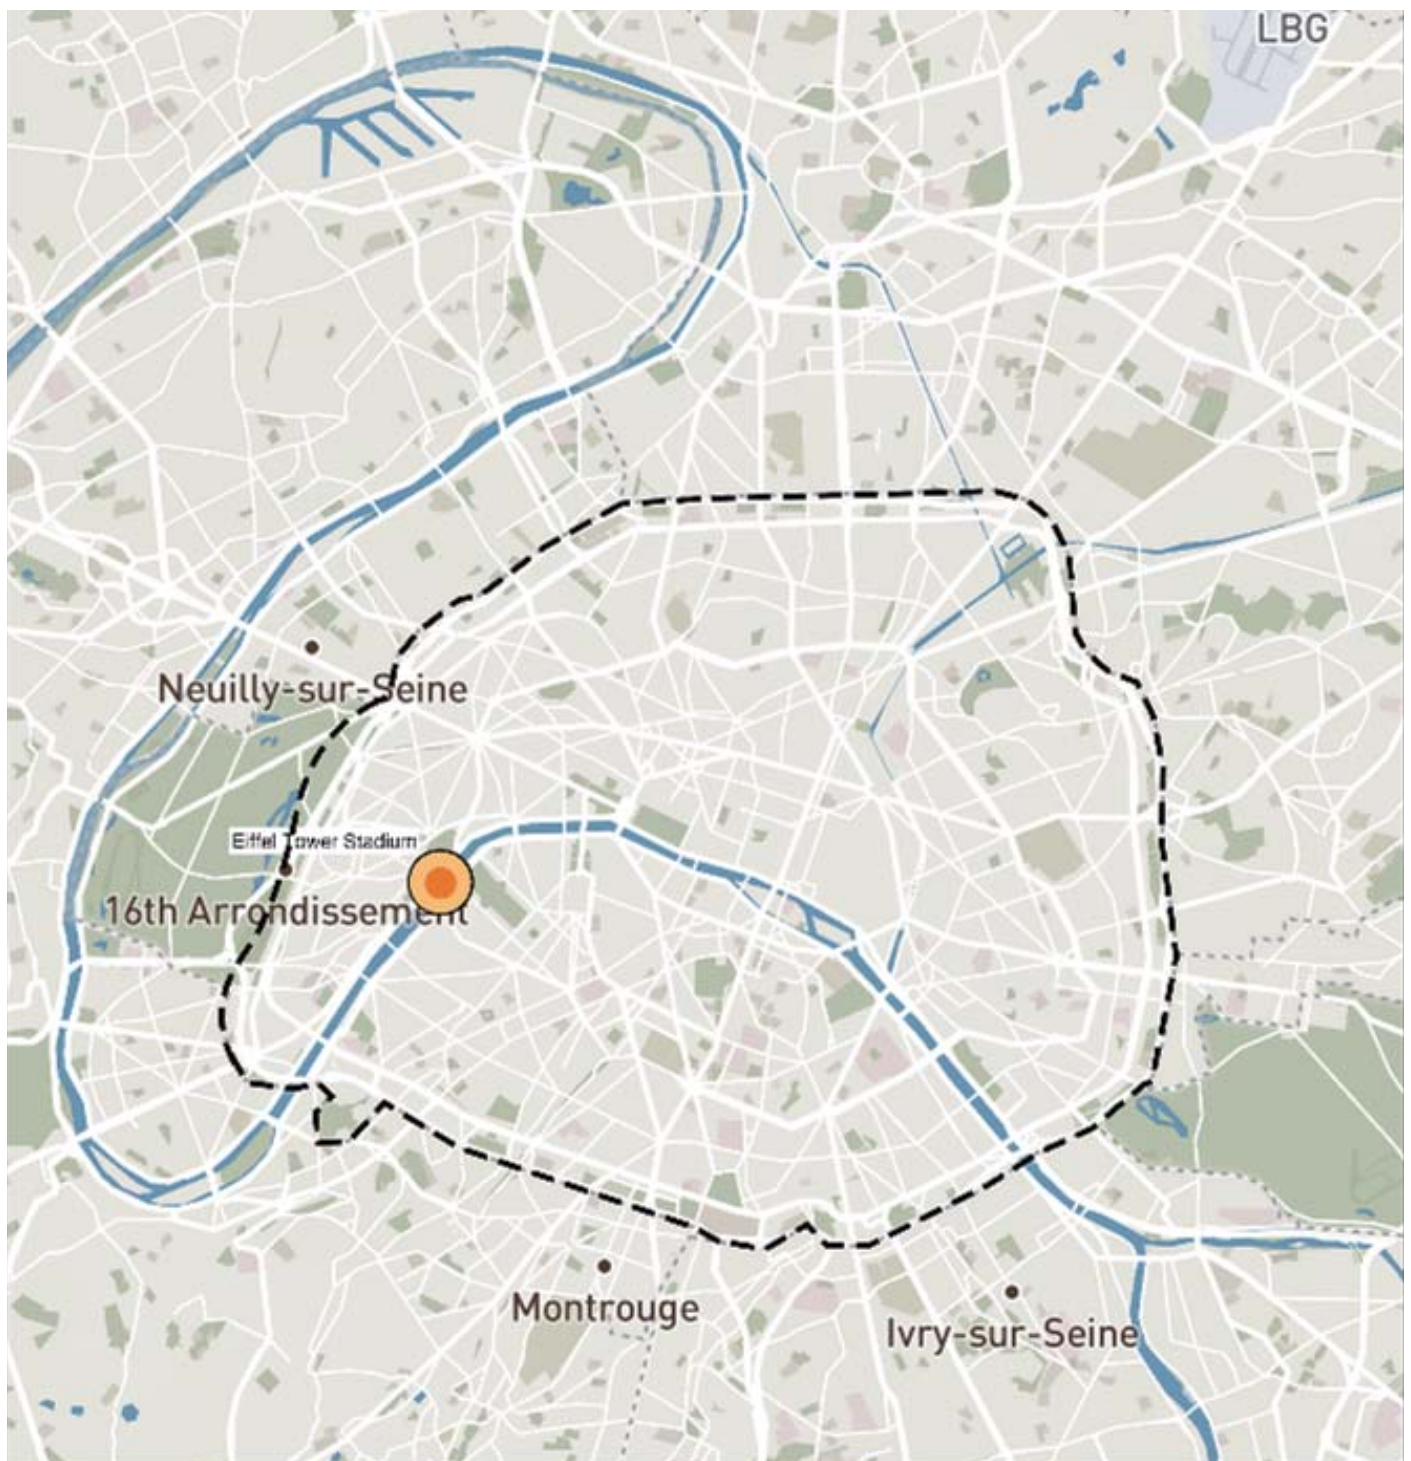 LBG
Neuilly-sur-Seine
Eiffel Tower Stadium
16th Arrondissement
Montrouge
Ivry-sur-Seine